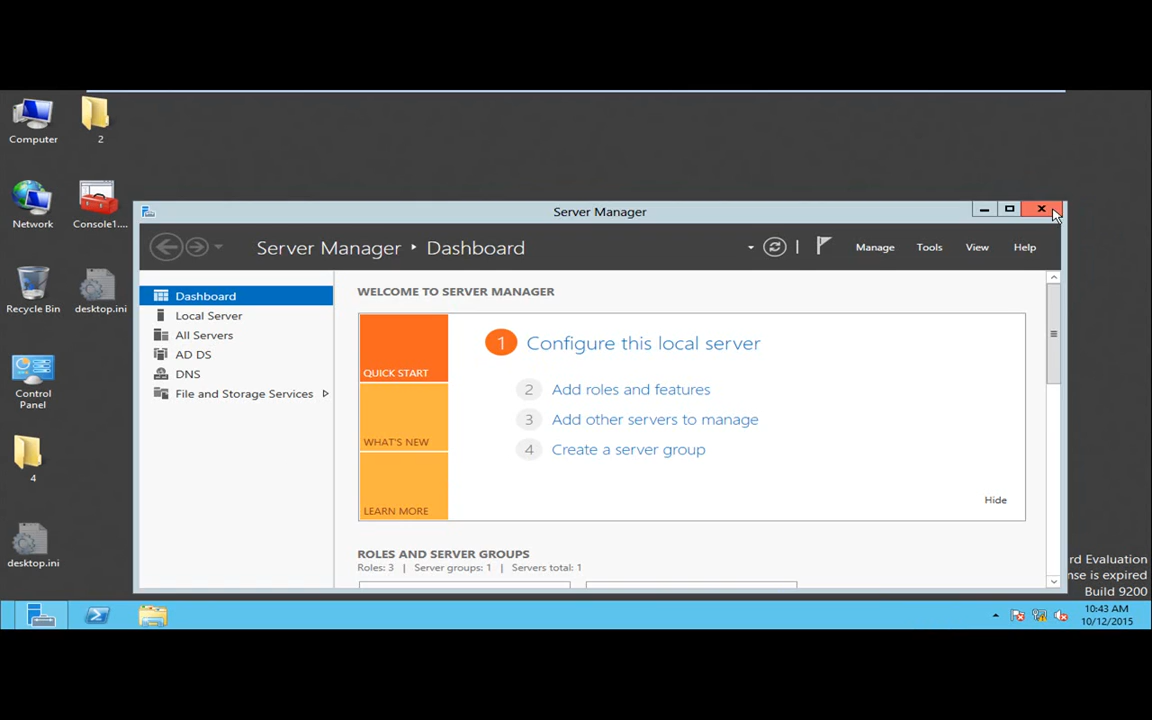 Computer
2
Network
Console1....
Recycle Bin
desktop.ini
Control
Panel
4
desktop.ini
Server Manager
Server Manager
Dashboard
Manage
Tools
View
Help
Dashboard
Local Server
All Servers
AD DS
DNS
File and Storage Services
WELCOME TO SERVER MANAGER
QUICK START
WHAT'S NEW
LEARN MORE
1 Configure this local server
2 Add roles and features
3 Add other servers to manage
4 Create a server group
Hide
ROLES AND SERVER GROUPS
Roles: 3 | Server groups: 1 | Servers total: 1
rd Evaluation
nse is expired
Build 9200
10:43 AM
10/12/2015